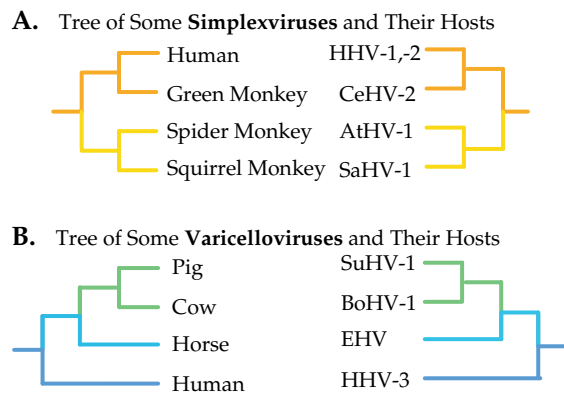 A. Tree of Some Simplexviruses and Their Hosts
Human HHV-1,-2
Green Monkey CeHV-2
Spider Monkey AtHV-1
Squirrel Monkey SaHV-1
B. Tree of Some Varicelloviruses and Their Hosts
Pig SuHV-1
Cow BoHV-1
Horse EHV
Human HHV-3